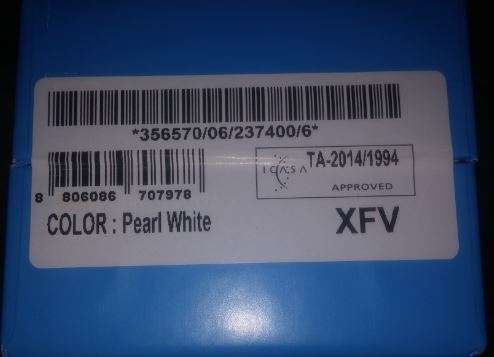 *356570/06/237400/6*
8 806086 707978
ICASA TA-2014/1994
APPROVED
COLOR : Pearl White
XFV